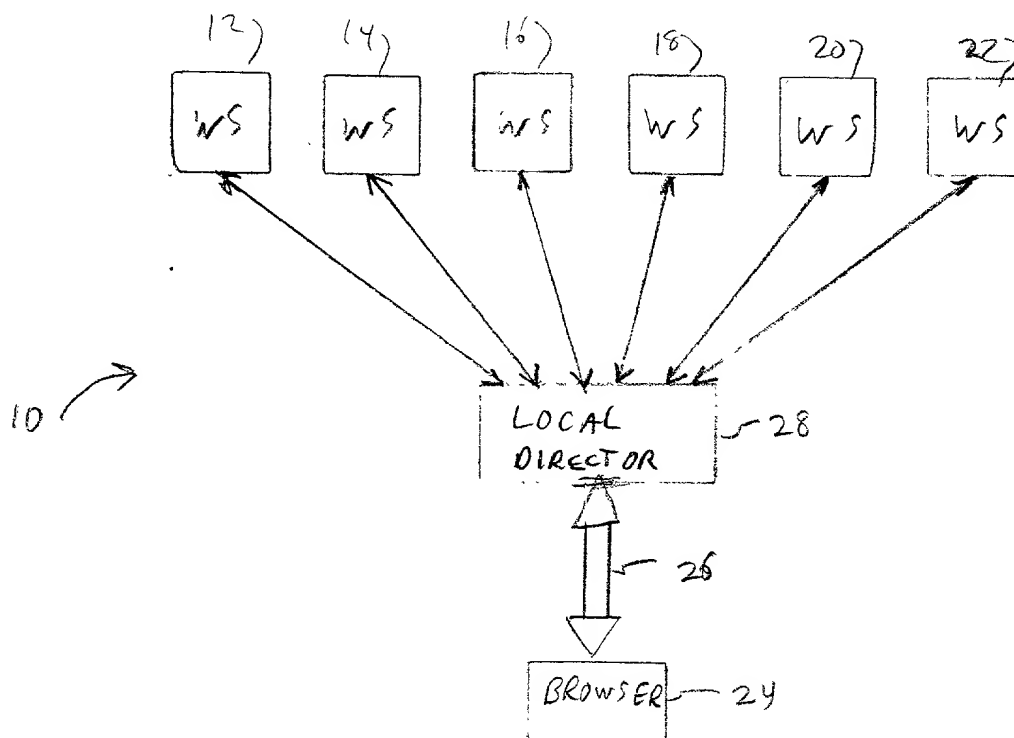 12 14 16 18 20 22
WS WS WS WS WS WS
10
LOCAL
DIRECTOR
28
26
BROWSER
24